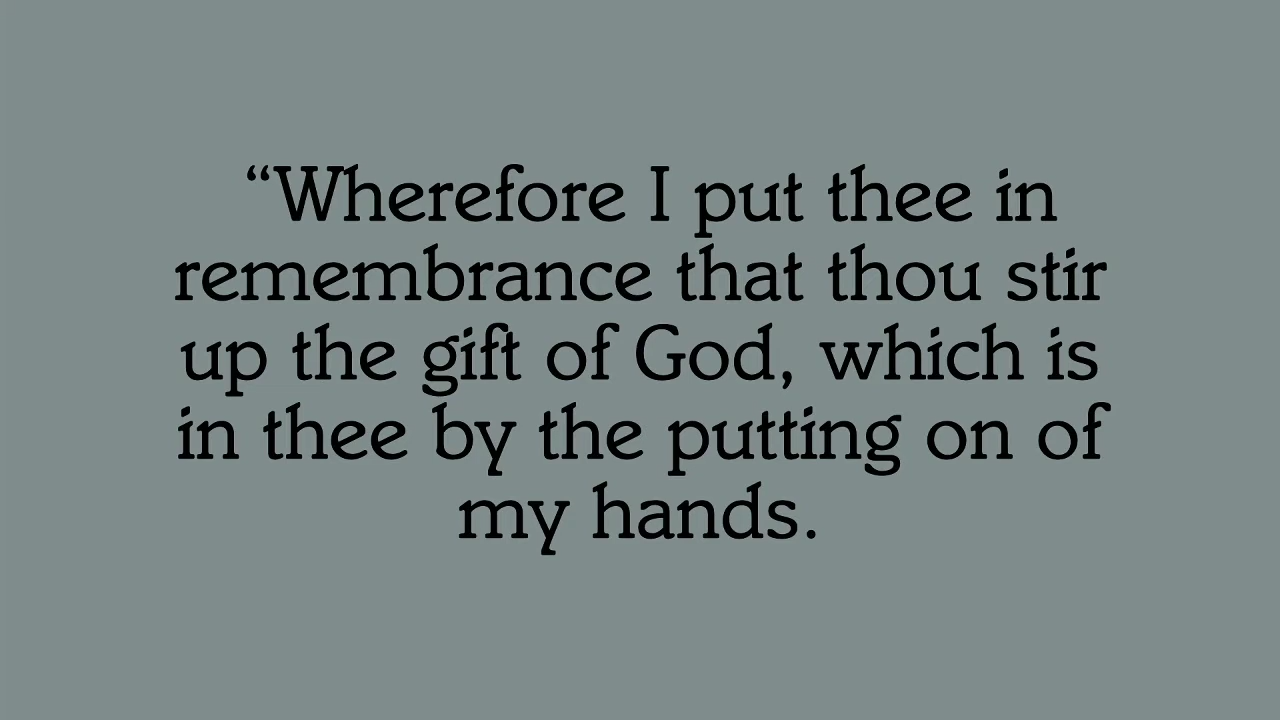 “Wherefore I put thee in
remembrance that thou stir
up the gift of God, which is
in thee by the putting on of
my hands.